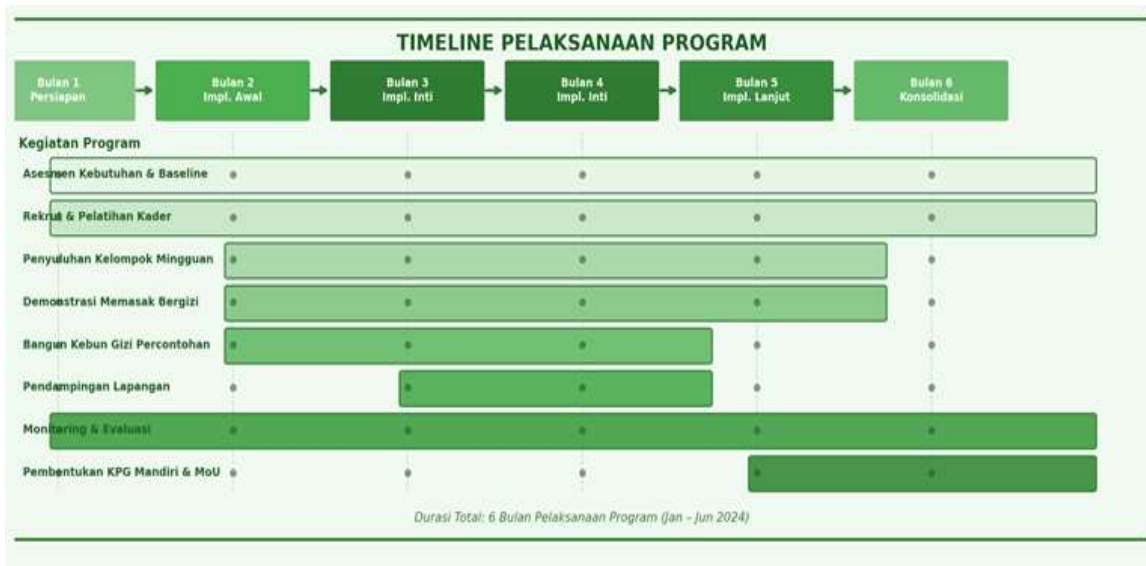 TIMELINE PELAKSANAAN PROGRAM
Bulan 1
Persiapan
Bulan 2
Impl. Awal
Bulan 3
Impl. Inti
Bulan 4
Impl. Inti
Bulan 5
Impl. Lanjut
Bulan 6
Konsolidasi
Kegiatan Program
Asesmen Kebutuhan & Baseline
Rekrut & Pelatihan Kader
Penyuluhan Kelompok Mingguan
Demonstrasi Memasak Bergizi
Bangun Kebun Gizi Percontohan
Pendampingan Lapangan
Monitoring & Evaluasi
Pembentukan KPG Mandiri & MoU
Durasi Total: 6 Bulan Pelaksanaan Program (Jan – Jun 2024)